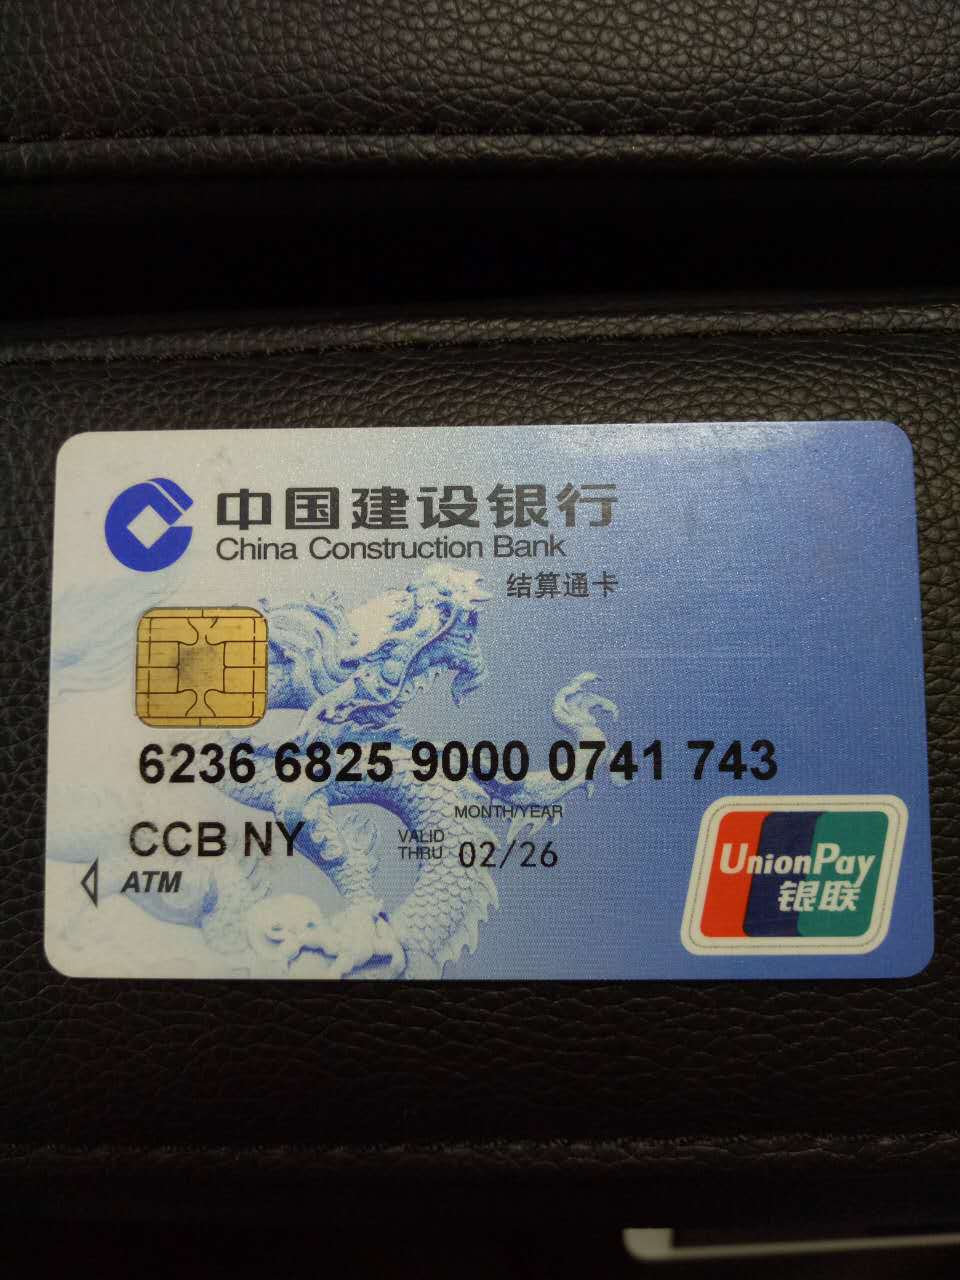 中国建设银行
China Construction Bank
结算通卡
6236 6825 9000 0741 743
MONTH/YEAR
CCB NY
VALID THRU 02/26
ATM
UnionPay
银联